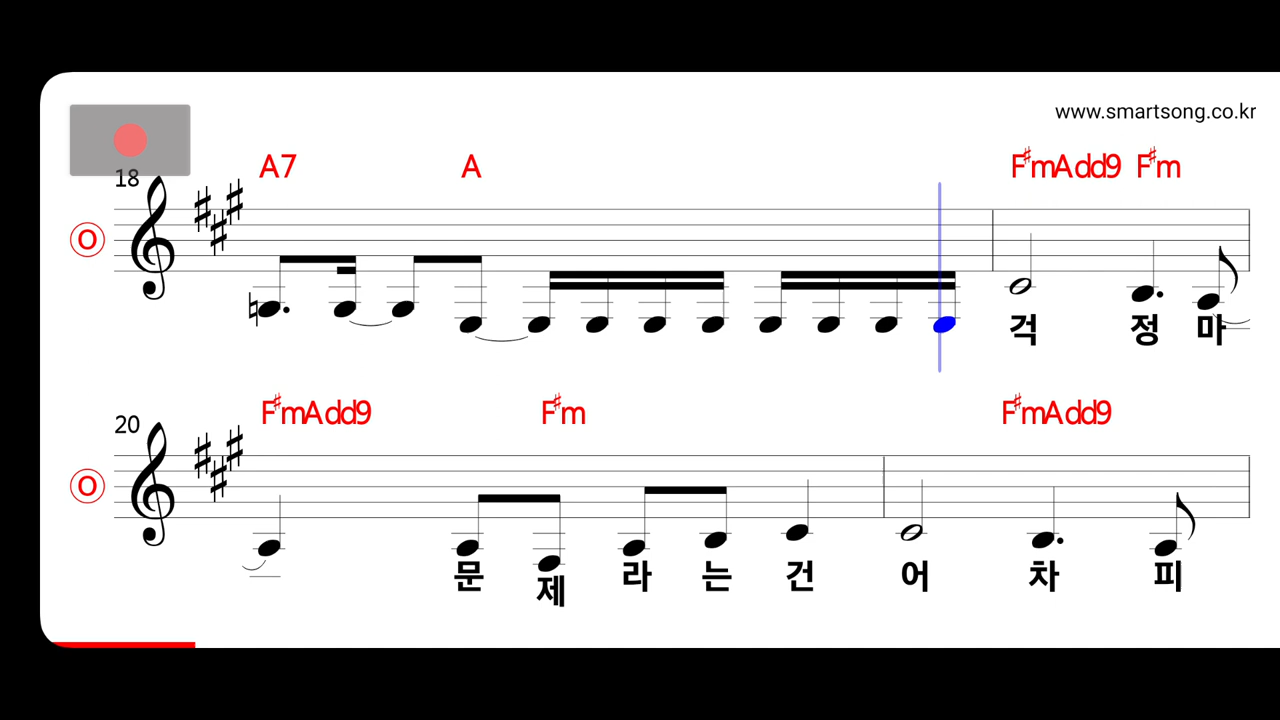 www.smartsong.co.kr
A7 A F♯mAdd9 F♯m
18
O
걱 정 마
F♯mAdd9 F♯m F♯mAdd9
20
O
문 제 라 는 건 어 차 피